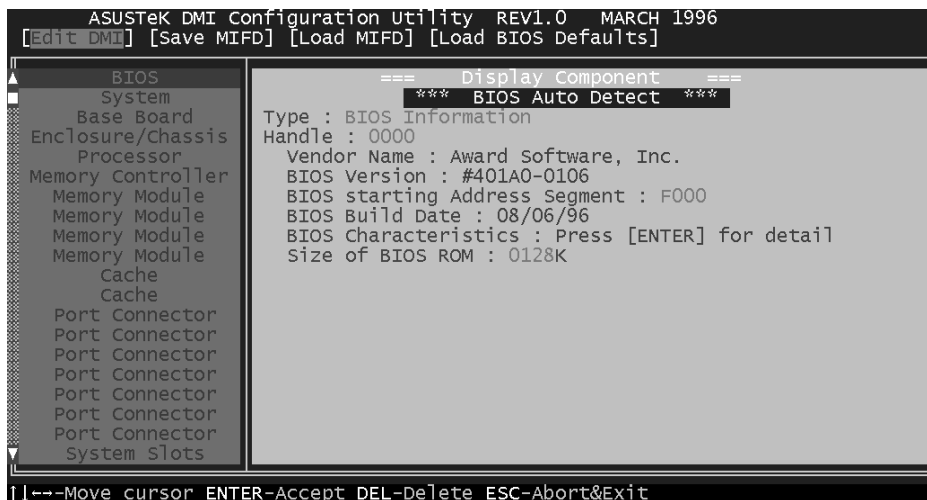 ASUSTeK DMI Configuration Utility REV1.0 MARCH 1996
[Edit DMI] [Save MIFD] [Load MIFD] [Load BIOS Defaults]
BIOS
System
Base Board
Enclosure/Chassis
Processor
Memory Controller
Memory Module
Memory Module
Memory Module
Memory Module
Cache
Cache
Port Connector
Port Connector
Port Connector
Port Connector
Port Connector
Port Connector
Port Connector
System Slots
=== Display Component ===
*** BIOS Auto Detect ***
Type : BIOS Information
Handle : 0000
Vendor Name : Award Software, Inc.
BIOS Version : #401A0-0106
BIOS starting Address Segment : F000
BIOS Build Date : 08/06/96
BIOS Characteristics : Press [ENTER] for detail
Size of BIOS ROM : 0128K
↑↓←→-Move cursor ENTER-Accept DEL-Delete ESC-Abort&Exit